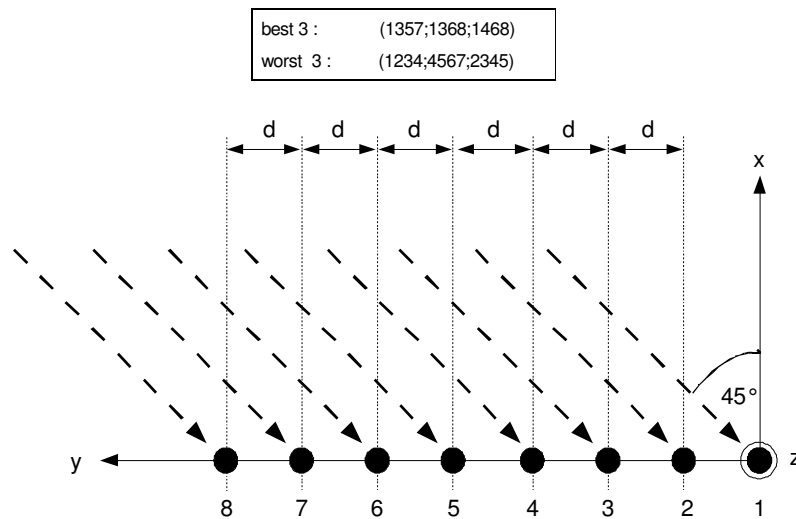 best 3 : (1357;1368;1468)
worst 3 : (1234;4567;2345)
d d d d d d
x
45°
y z
8 7 6 5 4 3 2 1